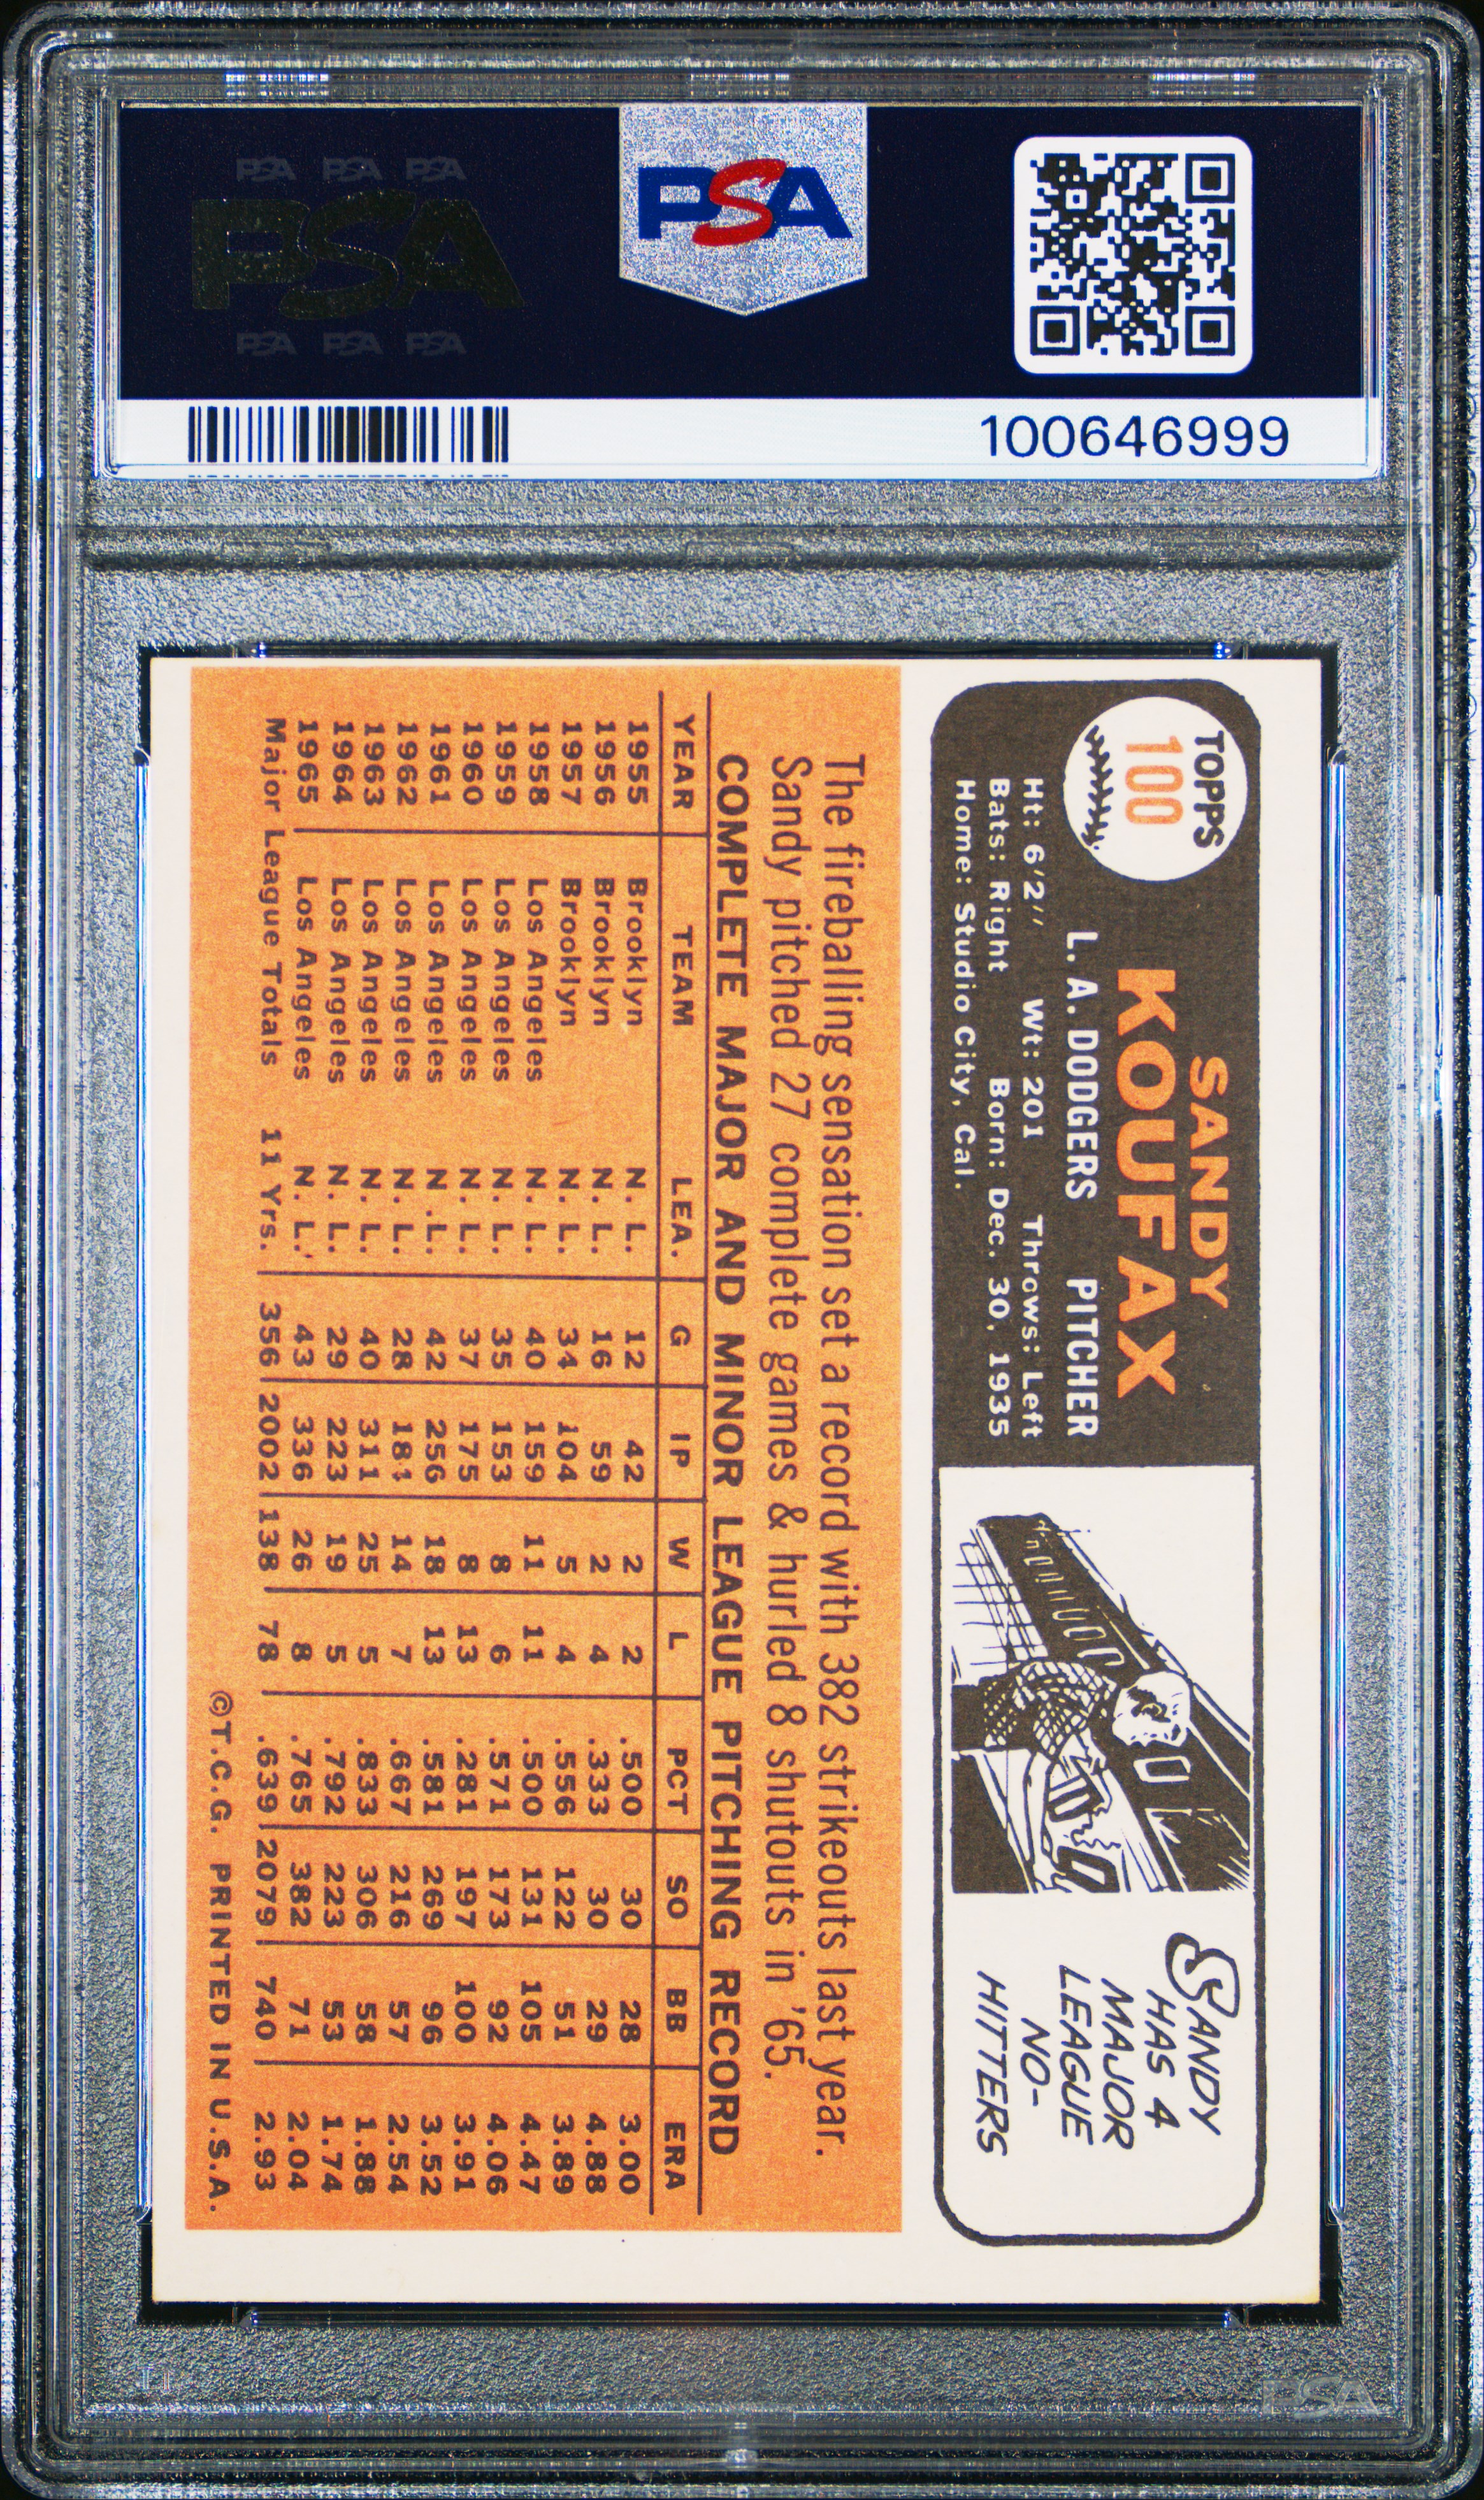 PSA PSA PSA
PSA
PSA PSA PSA
PSA
100646999
TOPPS
100
SANDY
KOUFAX
L. A. DODGERS PITCHER
Ht: 6'2" Wt: 201 Throws: Left
Bats: Right Born: Dec. 30, 1935
Home: Studio City, Cal.
SANDY
HAS 4
MAJOR
LEAGUE
NO-
HITTERS
The fireballing sensation set a record with 382 strikeouts last year.
Sandy pitched 27 complete games & hurled 8 shutouts in '65.
COMPLETE MAJOR AND MINOR LEAGUE PITCHING RECORD
YEAR TEAM LEA. G IP W L PCT SO BB ERA
1955 Brooklyn N. L. 12 42 2 2 .500 30 28 3.00
1956 Brooklyn N. L. 16 59 2 4 .333 30 29 4.88
1957 Brooklyn N. L. 34 104 5 4 .556 122 51 3.89
1958 Los Angeles N. L. 40 159 11 11 .500 131 105 4.47
1959 Los Angeles N. L. 35 153 8 6 .571 173 92 4.06
1960 Los Angeles N. L. 37 175 8 13 .281 197 100 3.91
1961 Los Angeles N. L. 42 256 18 13 .581 269 96 3.52
1962 Los Angeles N. L. 28 181 14 7 .667 216 57 2.54
1963 Los Angeles N. L. 40 311 25 5 .833 306 58 1.88
1964 Los Angeles N. L. 29 223 19 5 .792 223 53 1.74
1965 Los Angeles N. L. 43 336 26 8 .765 382 71 2.04
Major League Totals 11 Yrs. 356 2002 138 78 .639 2079 740 2.93
©T.C.G. PRINTED IN U.S.A.
PSA